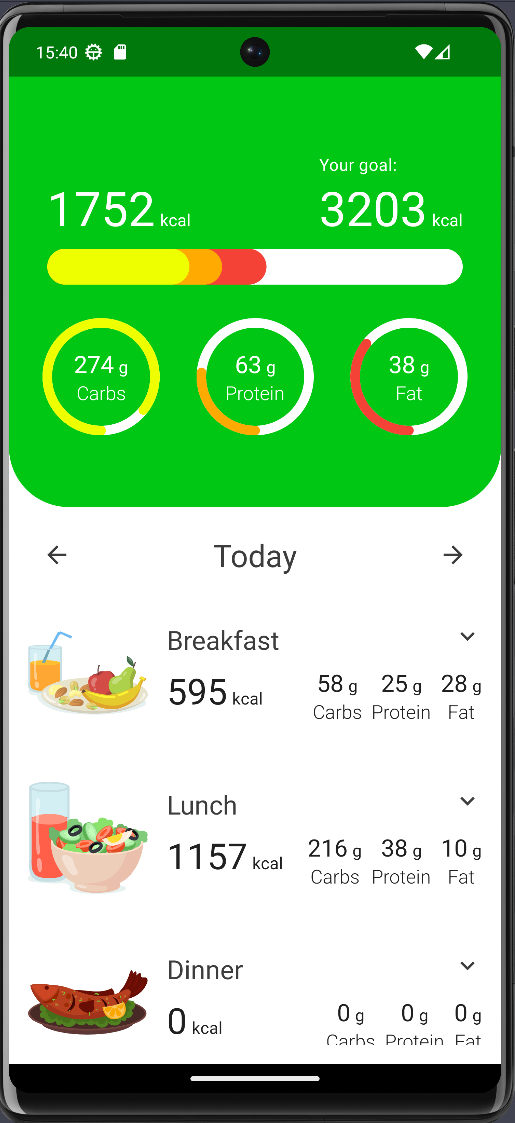 15:40
Your goal:
1752 kcal 3203 kcal
274 g 63 g 38 g
Carbs Protein Fat
Today
Breakfast
595 kcal 58 g 25 g 28 g
Carbs Protein Fat
Lunch
1157 kcal 216 g 38 g 10 g
Carbs Protein Fat
Dinner
0 kcal 0 g 0 g 0 g
Carbs Protein Fat